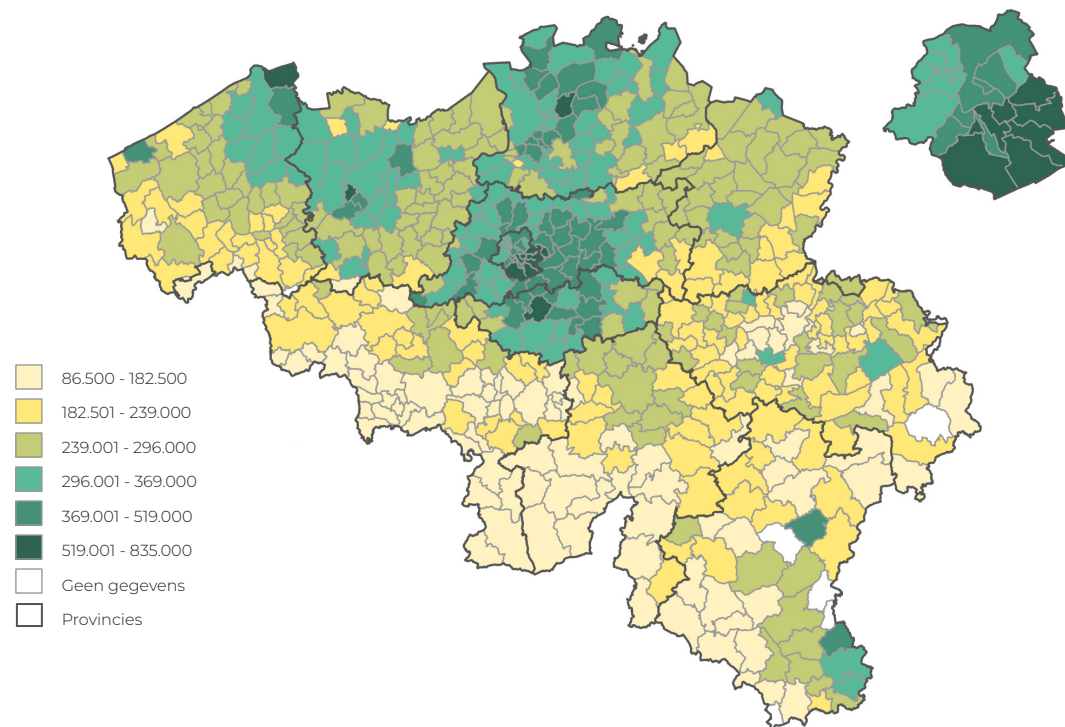 86.500 - 182.500
182.501 - 239.000
239.001 - 296.000
296.001 - 369.000
369.001 - 519.000
519.001 - 835.000
Geen gegevens
Provincies